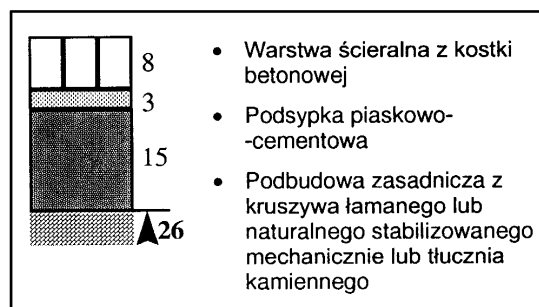 8
3
15
26
• Warstwa ścieralna z kostki
betonowej
• Podsypka piaskowo-
-cementowa
• Podbudowa zasadnicza z
kruszywa łamanego lub
naturalnego stabilizowanego
mechanicznie lub tłucznia
kamiennego